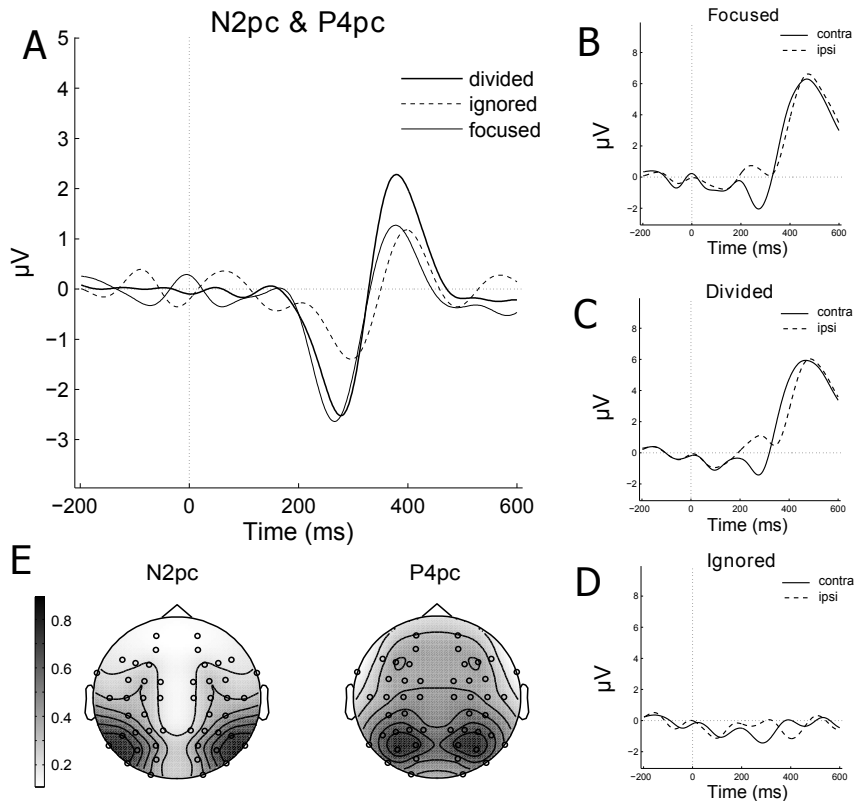 A
N2pc & P4pc
5
4
3
2
1
0
−1
−2
−3
μV
divided
ignored
focused
−200 0 200 400 600
Time (ms)
B
Focused
contra
ipsi
8
6
4
2
0
−2
μV
−200 0 200 400 600
Time (ms)
C
Divided
contra
ipsi
8
6
4
2
0
−2
μV
−200 0 200 400 600
Time (ms)
D
Ignored
contra
ipsi
8
6
4
2
0
−2
μV
−200 0 200 400 600
Time (ms)
E
N2pc
P4pc
0.8
0.6
0.4
0.2